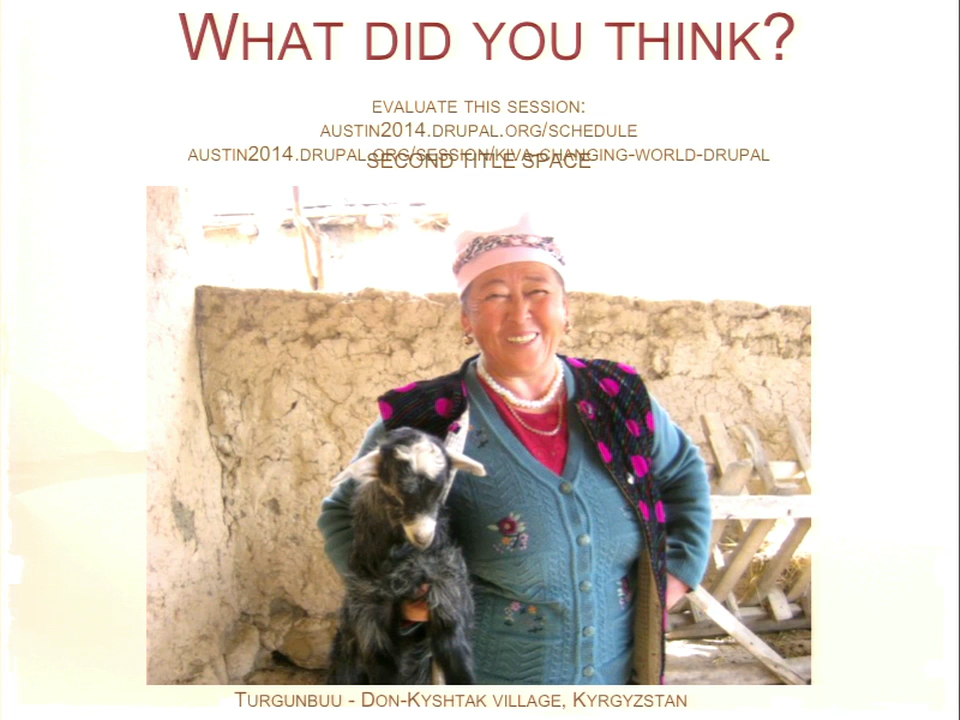 What did you think?
evaluate this session:
austin2014.drupal.org/schedule
austin2014.drupal.org/session/kiva-changing-world-drupal
second title space
Turgunbuu - Don-Kyshtak village, Kyrgyzstan